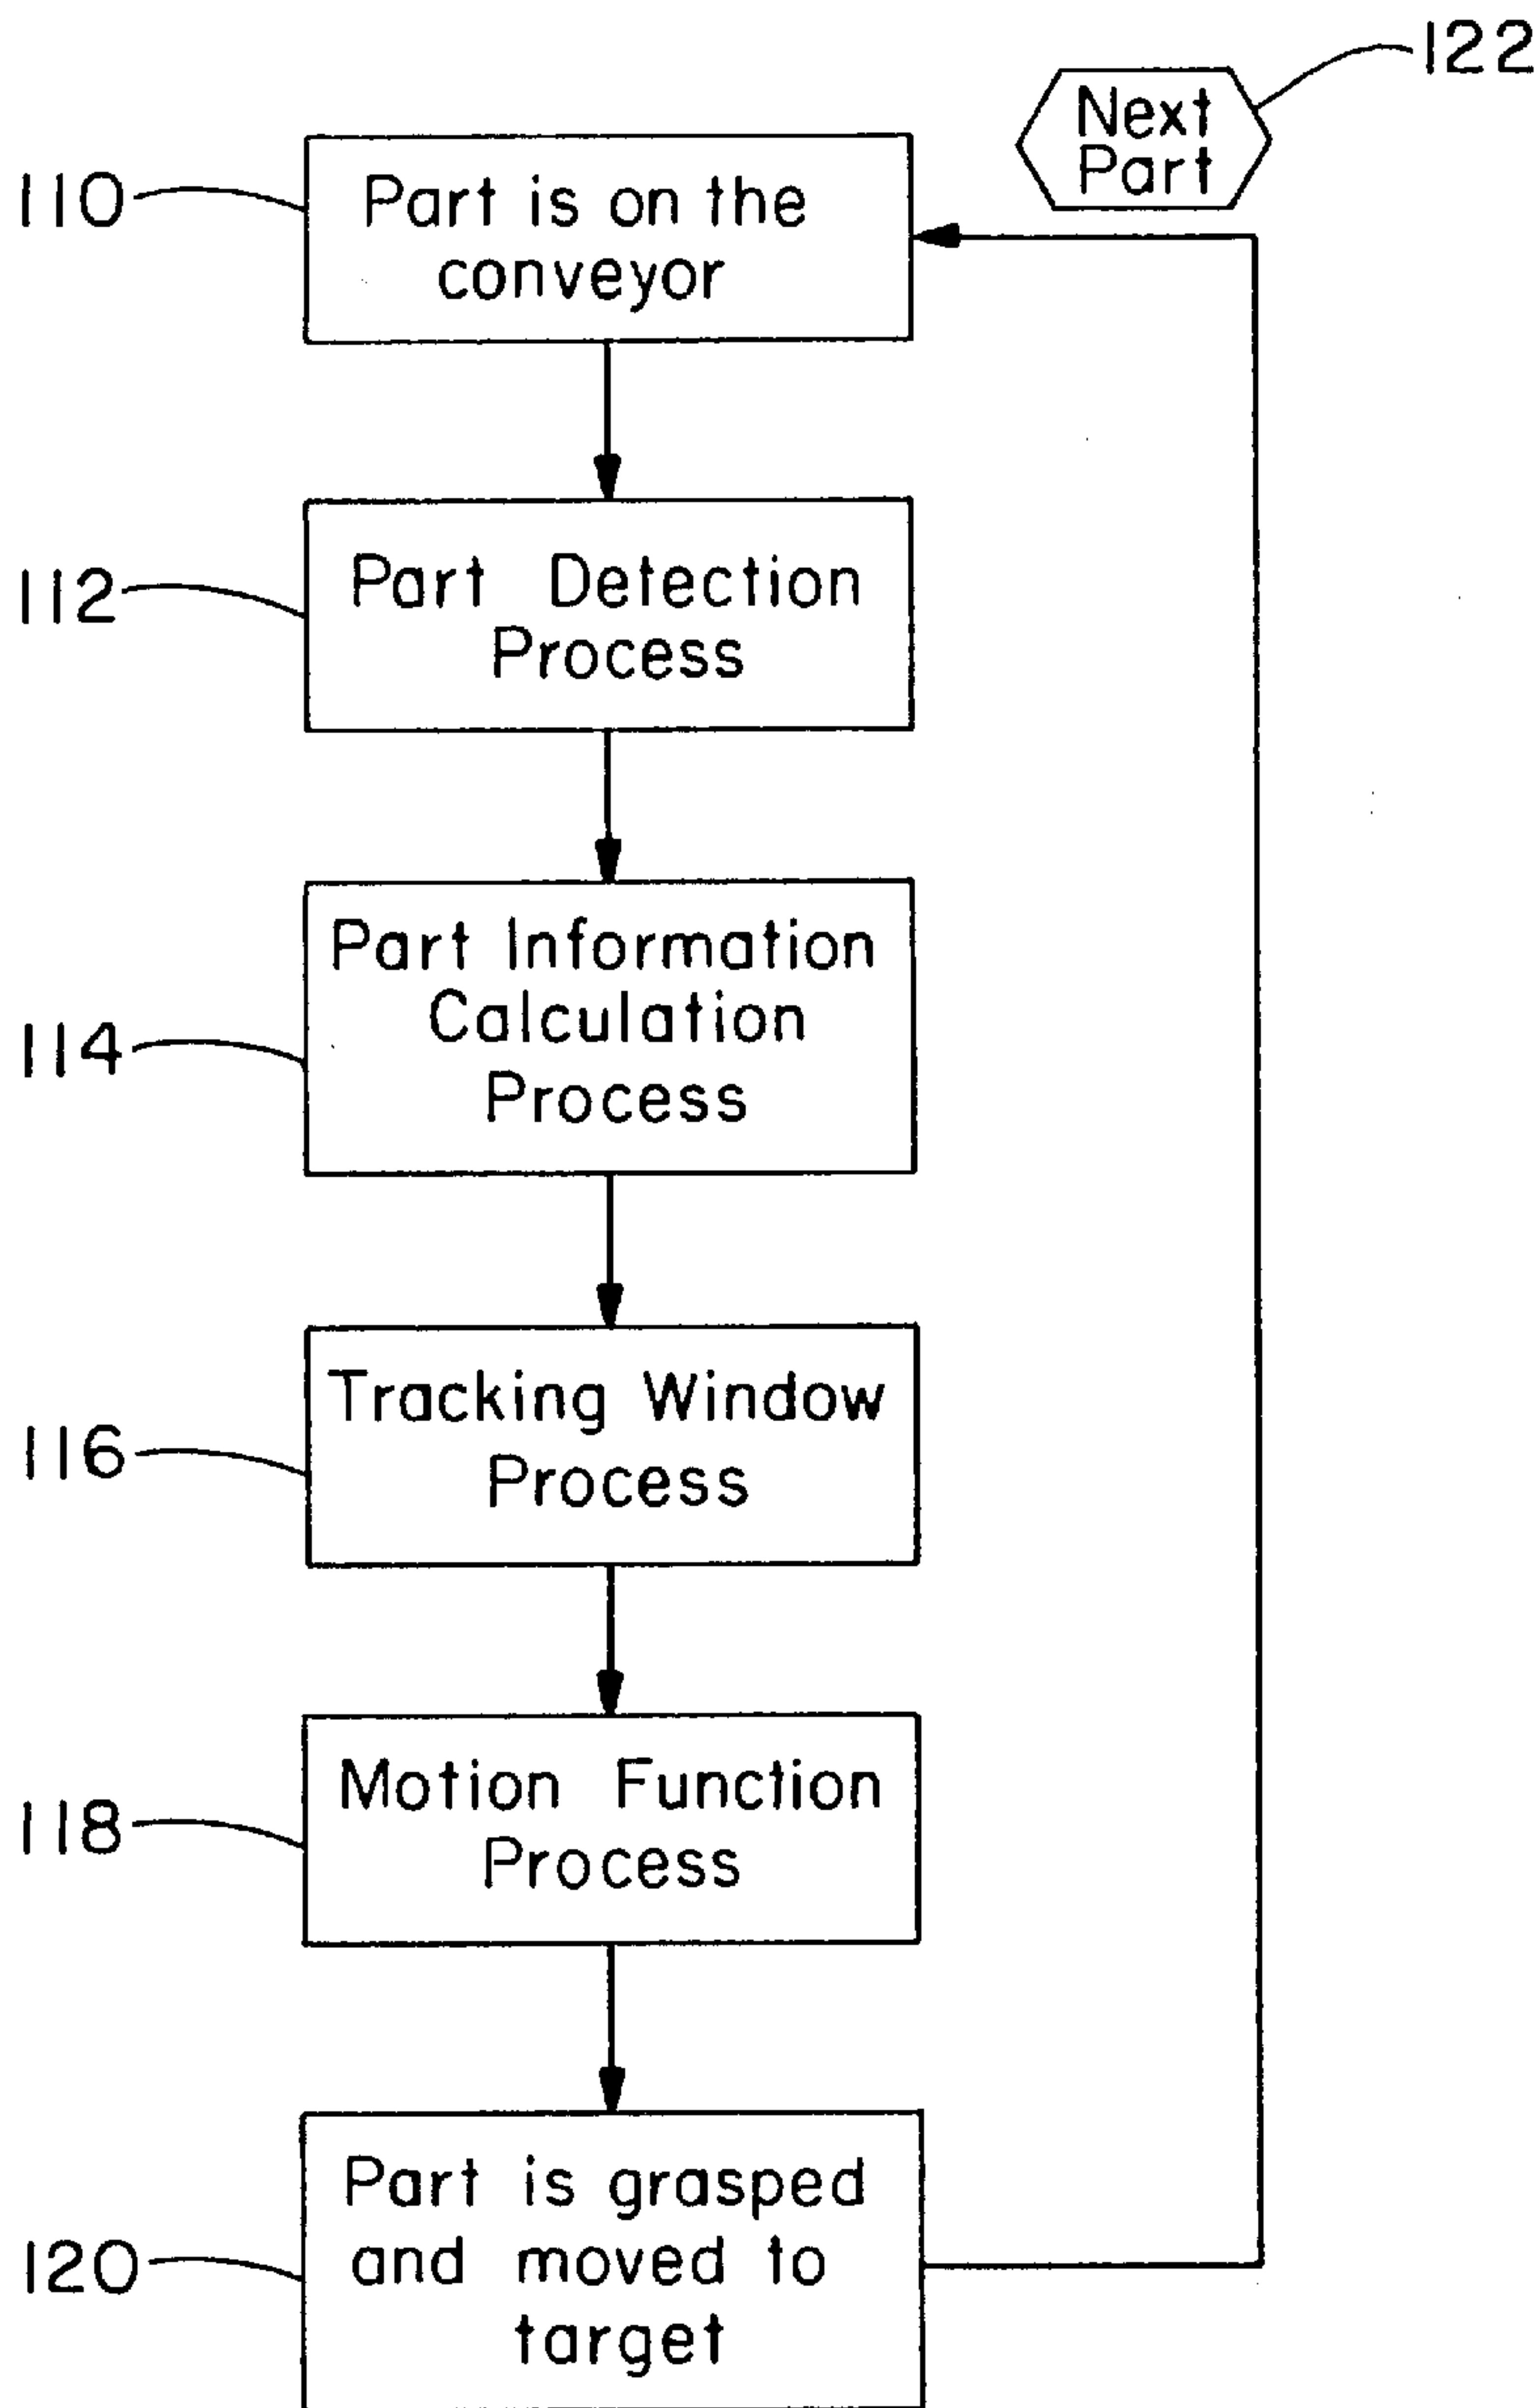 122
Next
Part
110
Part is on the
conveyor
112
Part Detection
Process
114
Part Information
Calculation
Process
116
Tracking Window
Process
118
Motion Function
Process
120
Part is grasped
and moved to
target